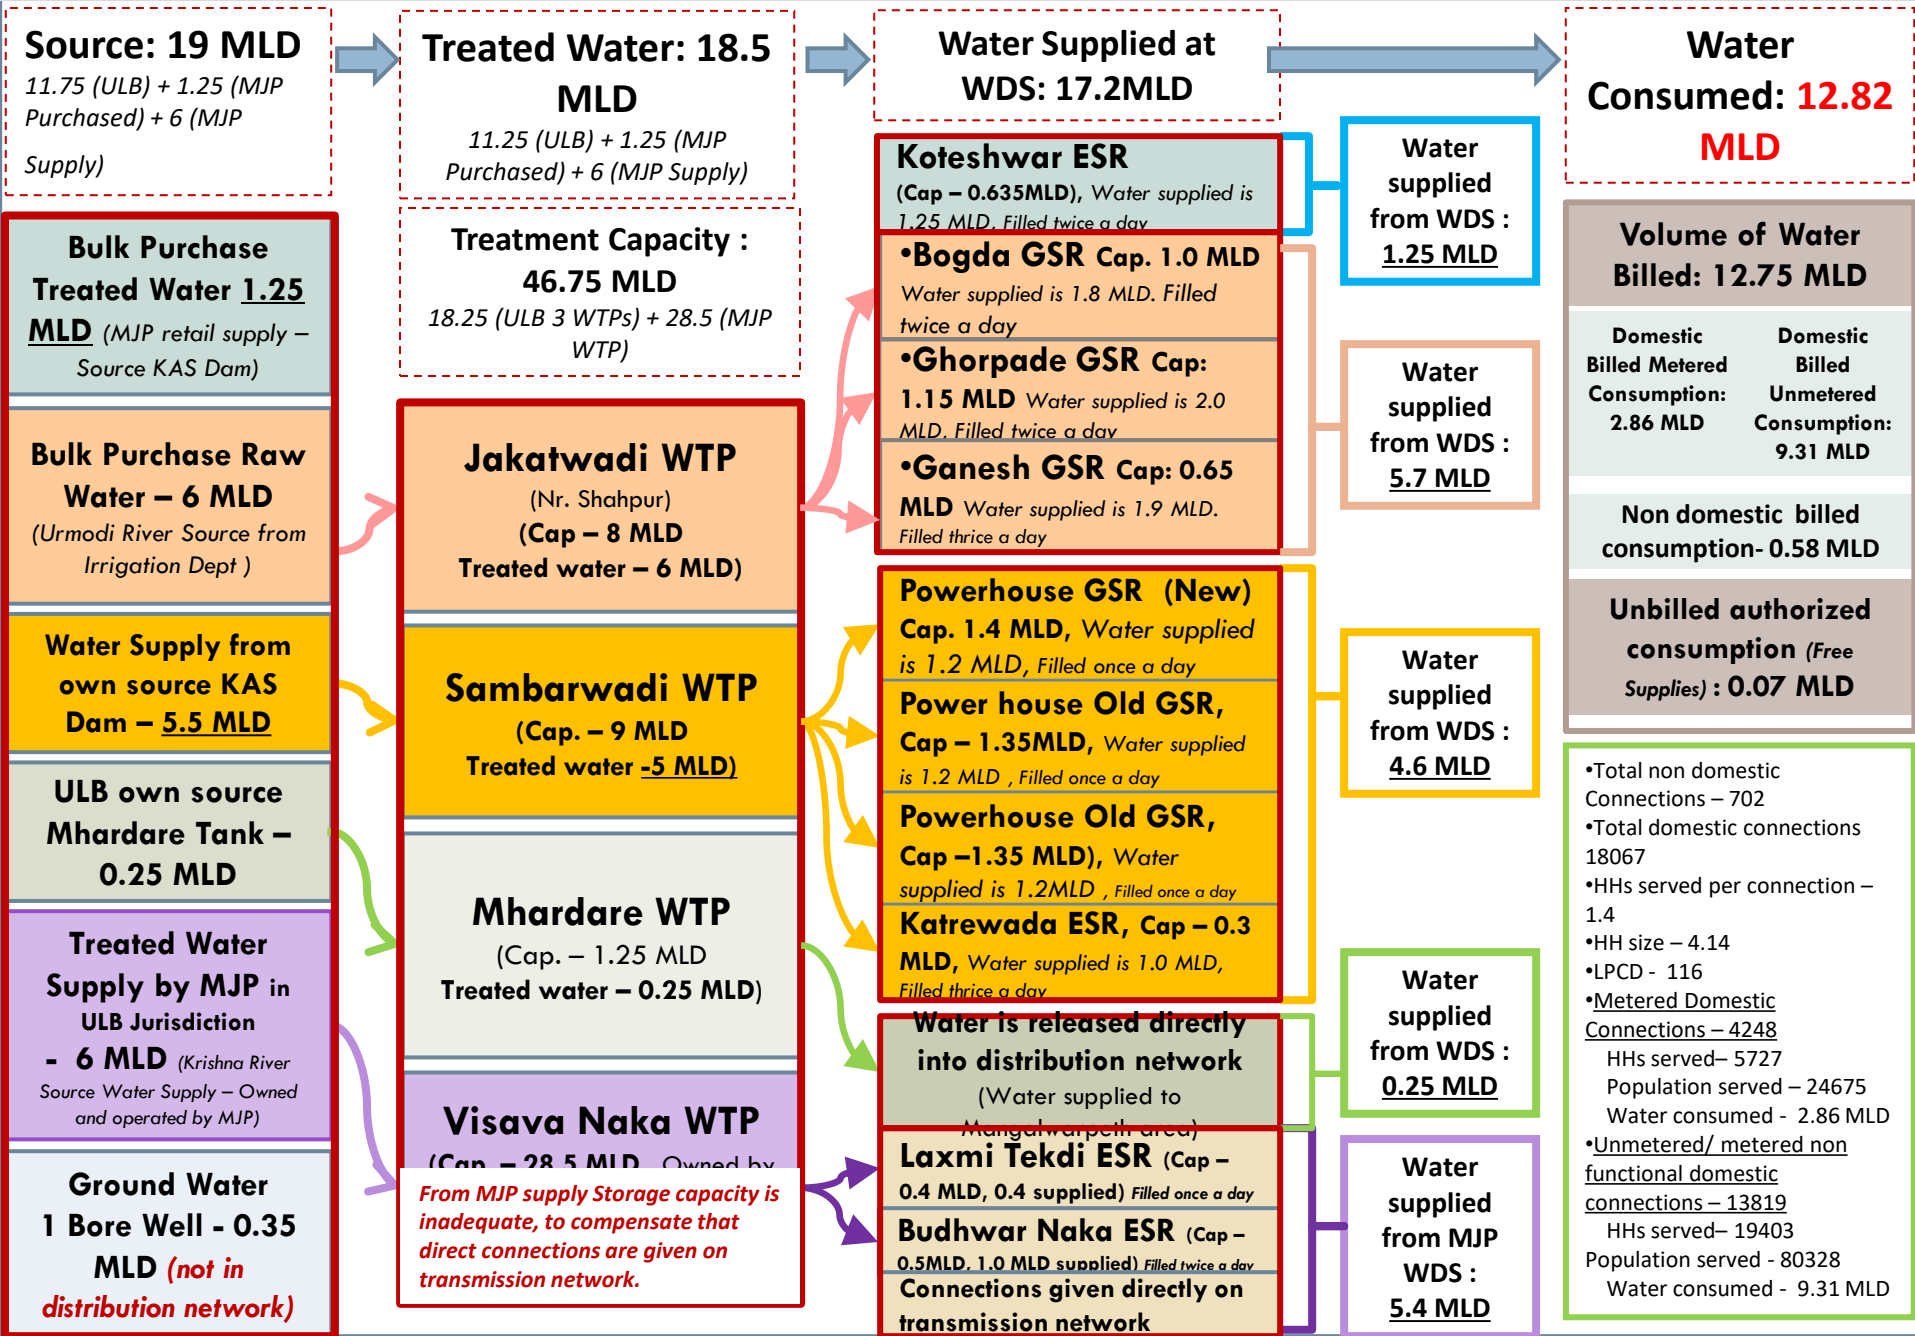 Source: 19 MLD
11.75 (ULB) + 1.25 (MJP
Purchased) + 6 (MJP
Supply)
Treated Water: 18.5
MLD
11.25 (ULB) + 1.25 (MJP
Purchased) + 6 (MJP Supply)
Water Supplied at
WDS: 17.2MLD
Water
Consumed: 12.82
MLD
Bulk Purchase
Treated Water 1.25
MLD (MJP retail supply –
Source KAS Dam)
Bulk Purchase Raw
Water – 6 MLD
(Urmodi River Source from
Irrigation Dept )
Water Supply from
own source KAS
Dam – 5.5 MLD
ULB own source
Mhardare Tank –
0.25 MLD
Treated Water
Supply by MJP in
ULB Jurisdiction
- 6 MLD (Krishna River
Source Water Supply – Owned
and operated by MJP)
Ground Water
1 Bore Well - 0.35
MLD (not in
distribution network)
Treatment Capacity :
46.75 MLD
18.25 (ULB 3 WTPs) + 28.5 (MJP
WTP)
Jakatwadi WTP
(Nr. Shahpur)
(Cap – 8 MLD
Treated water – 6 MLD)
Sambarwadi WTP
(Cap. – 9 MLD
Treated water -5 MLD)
Mhardare WTP
(Cap. – 1.25 MLD
Treated water – 0.25 MLD)
Visava Naka WTP
(Cap. – 28.5 MLD Owned by
From MJP supply Storage capacity is
inadequate, to compensate that
direct connections are given on
transmission network.
Koteshwar ESR
(Cap – 0.635MLD), Water supplied is
1.25 MLD, Filled twice a day
•Bogda GSR Cap. 1.0 MLD
Water supplied is 1.8 MLD. Filled
twice a day
•Ghorpade GSR Cap:
1.15 MLD Water supplied is 2.0
MLD, Filled twice a day
•Ganesh GSR Cap: 0.65
MLD Water supplied is 1.9 MLD.
Filled thrice a day
Powerhouse GSR (New)
Cap. 1.4 MLD, Water supplied
is 1.2 MLD, Filled once a day
Power house Old GSR,
Cap – 1.35MLD, Water supplied
is 1.2 MLD , Filled once a day
Powerhouse Old GSR,
Cap –1.35 MLD), Water
supplied is 1.2MLD , Filled once a day
Katrewada ESR, Cap – 0.3
MLD, Water supplied is 1.0 MLD,
Filled thrice a day
Water is released directly
into distribution network
(Water supplied to
Mangalwarpeth area)
Laxmi Tekdi ESR (Cap –
0.4 MLD, 0.4 supplied) Filled once a day
Budhwar Naka ESR (Cap –
0.5MLD, 1.0 MLD supplied) Filled twice a day
Connections given directly on
transmission network
Water
supplied
from WDS :
1.25 MLD
Water
supplied
from WDS :
5.7 MLD
Water
supplied
from WDS :
4.6 MLD
Water
supplied
from WDS :
0.25 MLD
Water
supplied
from MJP
WDS :
5.4 MLD
Volume of Water
Billed: 12.75 MLD
Domestic
Billed Metered
Consumption:
2.86 MLD
Domestic
Billed
Unmetered
Consumption:
9.31 MLD
Non domestic billed
consumption- 0.58 MLD
Unbilled authorized
consumption (Free
Supplies) : 0.07 MLD
•Total non domestic
Connections – 702
•Total domestic connections
18067
•HHs served per connection –
1.4
•HH size – 4.14
•LPCD - 116
•Metered Domestic
Connections – 4248
HHs served– 5727
Population served – 24675
Water consumed - 2.86 MLD
•Unmetered/ metered non
functional domestic
connections – 13819
HHs served– 19403
Population served - 80328
Water consumed - 9.31 MLD